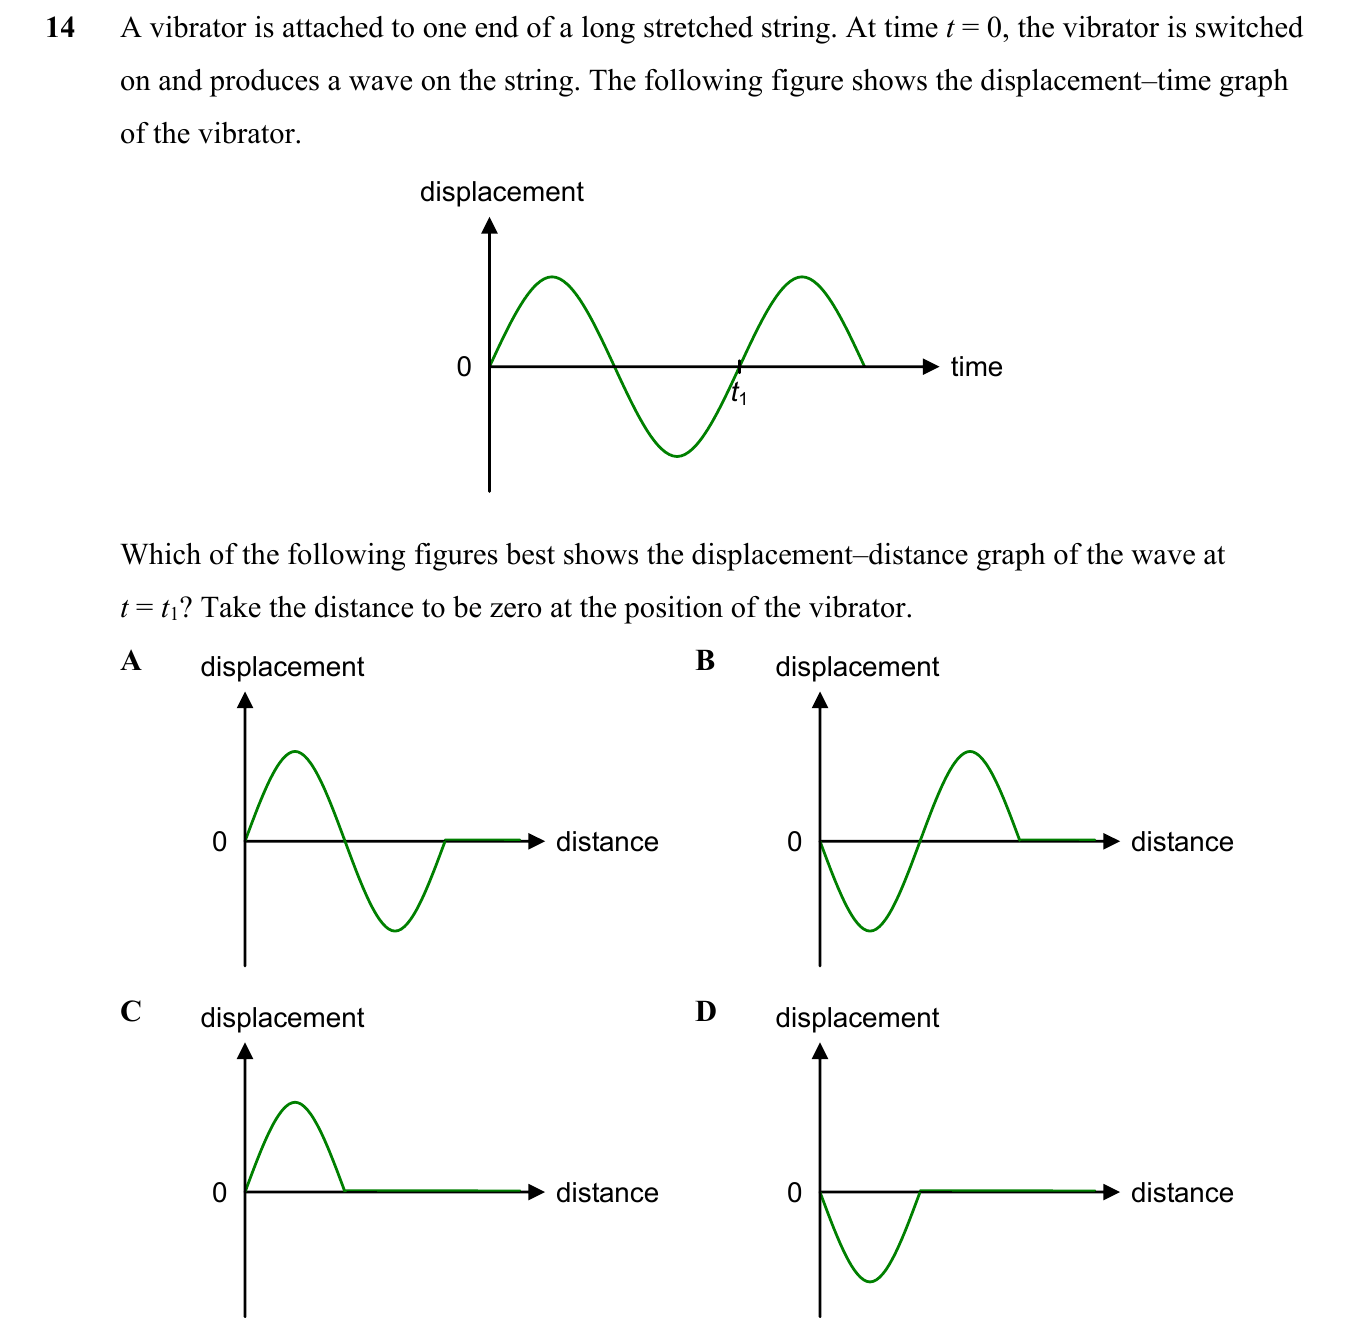 14 A vibrator is attached to one end of a long stretched string. At time t = 0, the vibrator is switched
on and produces a wave on the string. The following figure shows the displacement–time graph
of the vibrator.
displacement
0
time
t₁
Which of the following figures best shows the displacement–distance graph of the wave at
t = t₁? Take the distance to be zero at the position of the vibrator.
A displacement
0 distance
B displacement
0 distance
C displacement
0 distance
D displacement
0 distance